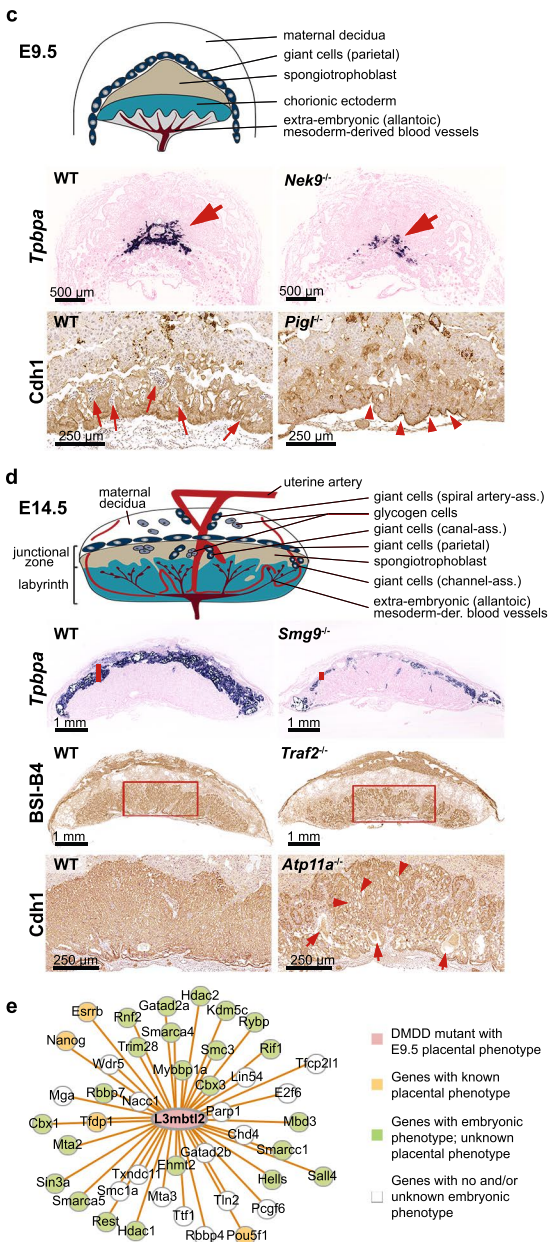 c
E9.5
maternal decidua
giant cells (parietal)
spongiotrophoblast
chorionic ectoderm
extra-embryonic (allantoic)
mesoderm-derived blood vessels
Tpbpa
WT
500 µm
Nek9-/-
500 µm
Cdh1
WT
250 µm
Pigl-/-
250 µm
d
E14.5
maternal
decidua
junctional
zone
labyrinth
uterine artery
giant cells (spiral artery-ass.)
glycogen cells
giant cells (canal-ass.)
giant cells (parietal)
spongiotrophoblast
giant cells (channel-ass.)
extra-embryonic (allantoic)
mesoderm-der. blood vessels
Tpbpa
WT
1 mm
Smg9-/-
1 mm
BSI-B4
WT
1 mm
Traf2-/-
1 mm
Cdh1
WT
250 µm
Atp11a-/-
250 µm
e
Hdac2
Gatad2a
Esrrb
Rnf2
Kdm5c
Smarca4
Rybp
Nanog
Trim28
Smc3
Rif1
Wdr5
Mybbp1a
Tfcp2l1
Cbx3
Lin54
Mga
Rbbp7
Nacc1
E2f6
Cbx1
Tfdp1
L3mbtl2
Parp1
Mbd3
Mta2
Chd4
Gatad2b
Smarcc1
Sin3a
Txndc11
Ehmt2
Hells
Sall4
Smarca5
Smc1a
Mta3
Tln2
Pcgf6
Rest
Hdac1
Ttf1
Rbbp4
Pou5f1
DMDD mutant with
E9.5 placental phenotype
Genes with known
placental phenotype
Genes with embryonic
phenotype; unknown
placental phenotype
Genes with no and/or
unknown embryonic
phenotype